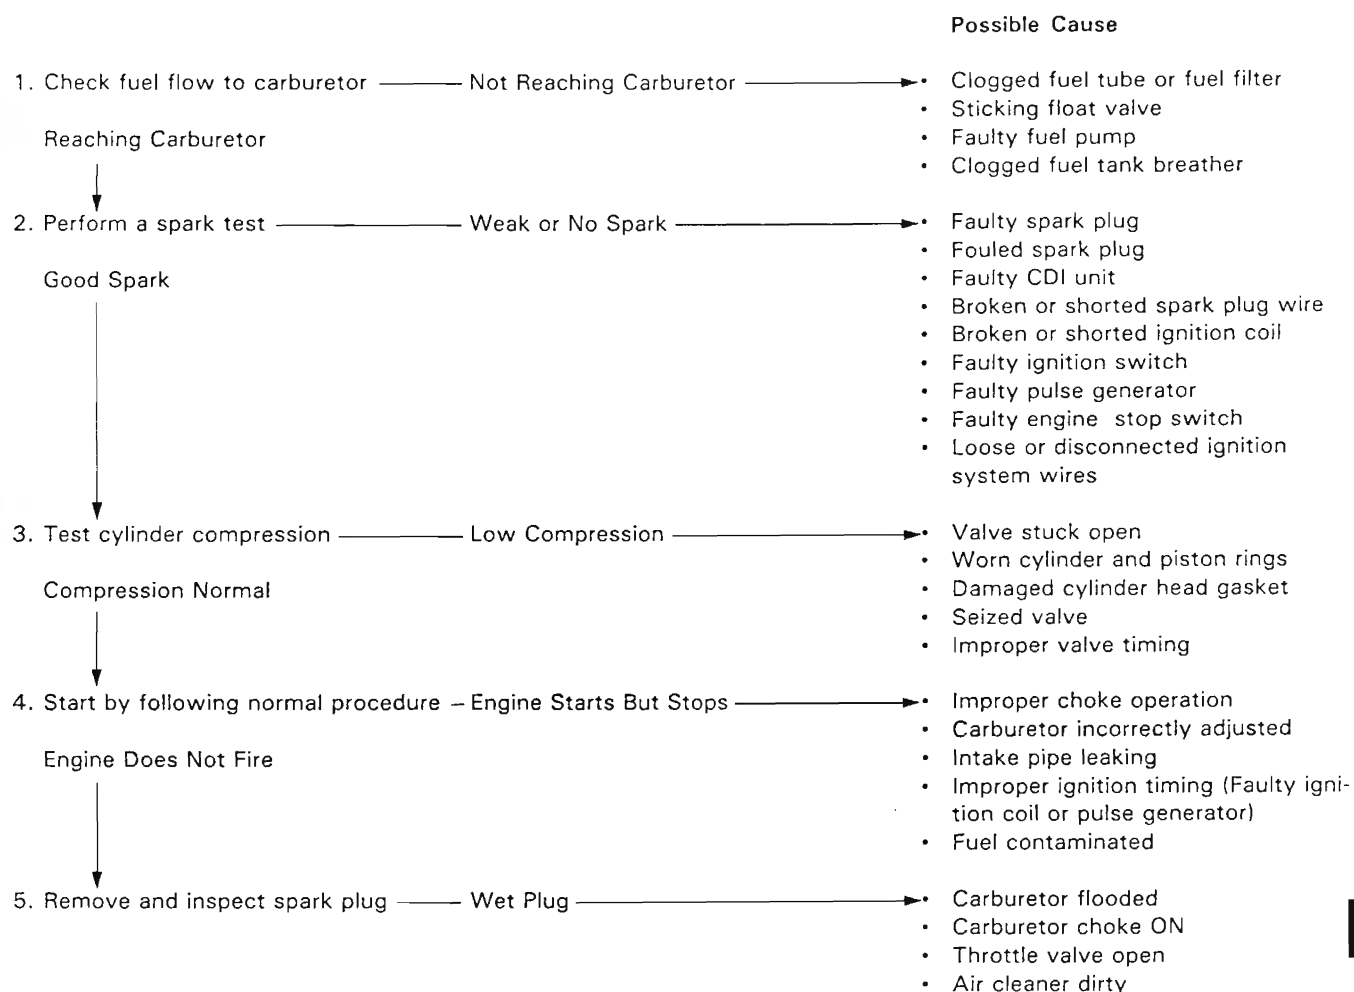 Possible Cause
1. Check fuel flow to carburetor Not Reaching Carburetor • Clogged fuel tube or fuel filter
• Sticking float valve
Reaching Carburetor
• Faulty fuel pump
• Clogged fuel tank breather
2. Perform a spark test Weak or No Spark • Faulty spark plug
• Fouled spark plug
Good Spark
• Faulty CDI unit
• Broken or shorted spark plug wire
• Broken or shorted ignition coil
• Faulty ignition switch
• Faulty pulse generator
• Faulty engine stop switch
• Loose or disconnected ignition
system wires
3. Test cylinder compression Low Compression • Valve stuck open
• Worn cylinder and piston rings
Compression Normal
• Damaged cylinder head gasket
• Seized valve
• Improper valve timing
4. Start by following normal procedure Engine Starts But Stops • Improper choke operation
• Carburetor incorrectly adjusted
Engine Does Not Fire
• Intake pipe leaking
• Improper ignition timing (Faulty igni-
tion coil or pulse generator)
• Fuel contaminated
5. Remove and inspect spark plug Wet Plug • Carburetor flooded
• Carburetor choke ON
• Throttle valve open
• Air cleaner dirty